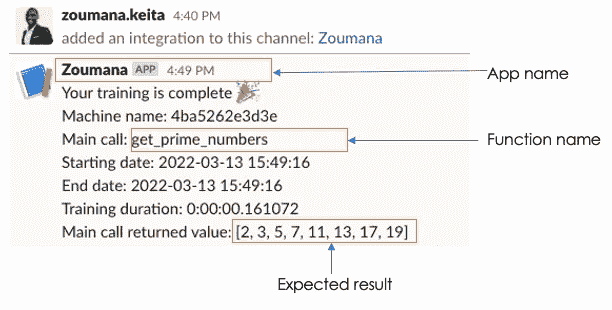 zoumana.keita 4:40 PM
added an integration to this channel: Zoumana
Zoumana APP 4:49 PM
App name
Your training is complete
Machine name: 4ba5262e3d3e
Main call: get_prime_numbers
Function name
Starting date: 2022-03-13 15:49:16
End date: 2022-03-13 15:49:16
Training duration: 0:00:00.161072
Main call returned value: [2, 3, 5, 7, 11, 13, 17, 19]
Expected result